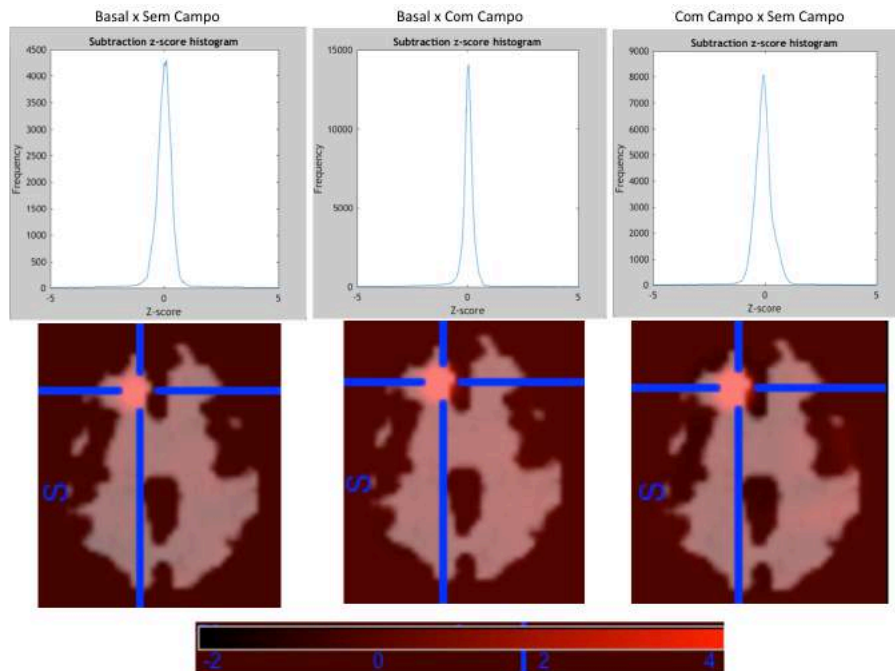 Basal x Sem Campo
Basal x Com Campo
Com Campo x Sem Campo
Subtraction z-score histogram
Subtraction z-score histogram
Subtraction z-score histogram
4500
4000
3500
3000
2500
2000
1500
1000
500
0
Frequency
-5
0
5
Z-score
15000
10000
5000
0
Frequency
-5
0
5
Z-score
9000
8000
7000
6000
5000
4000
3000
2000
1000
0
Frequency
-5
0
5
Z-score
S
S
S
-2
0
2
4